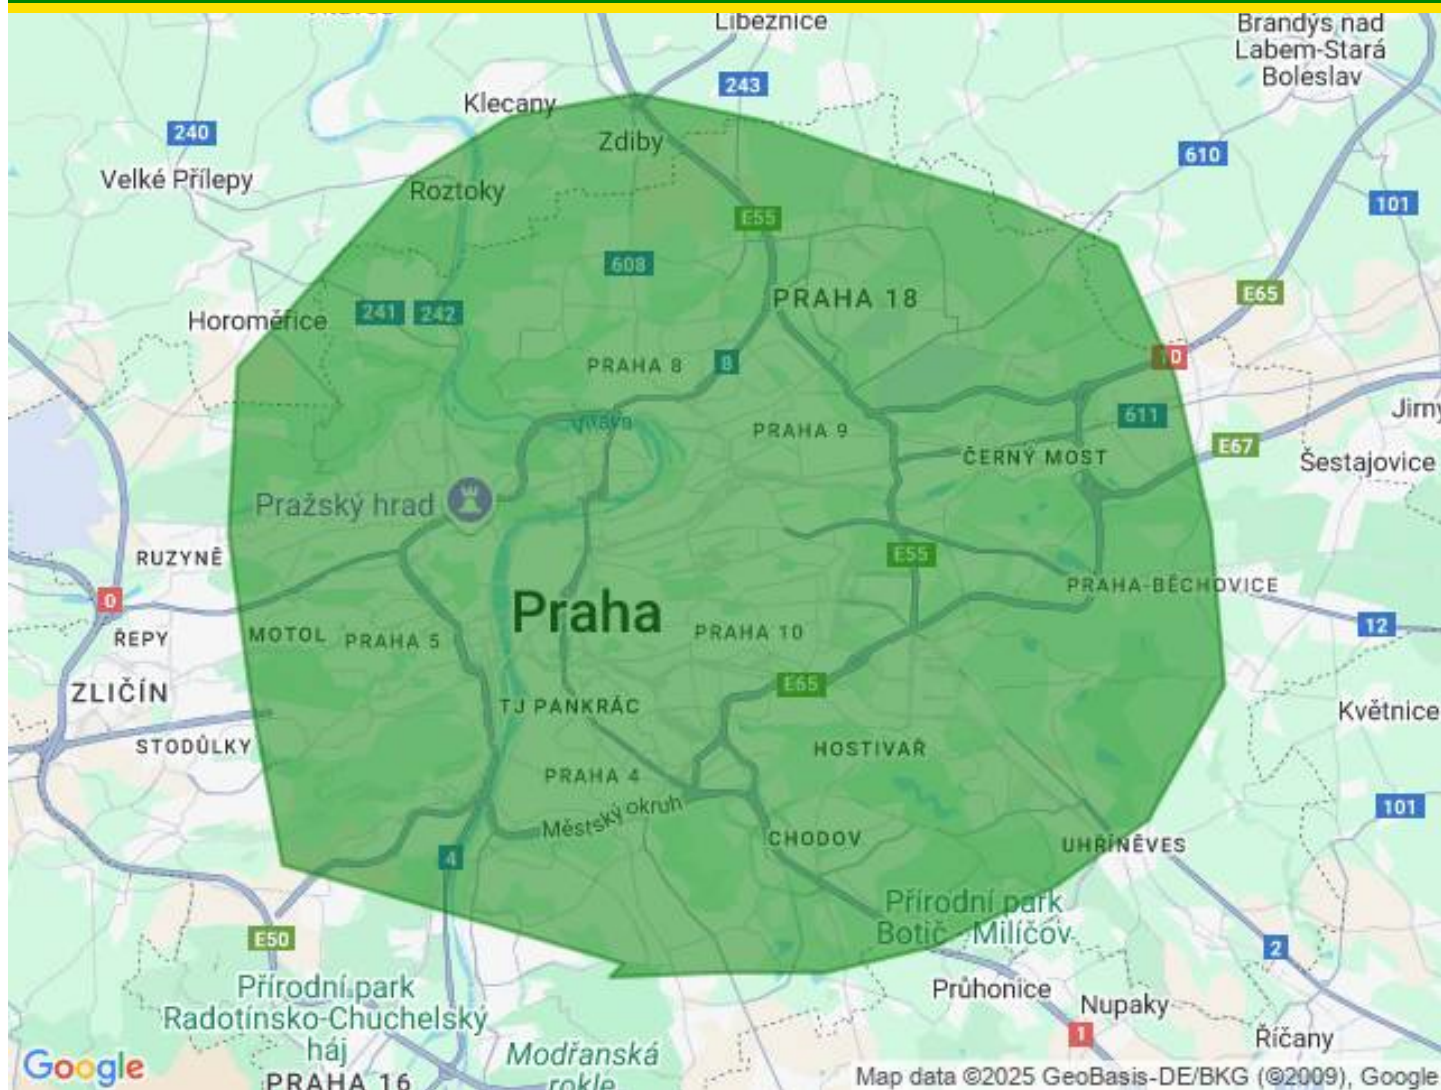 Líbeznice
Brandýs nad
Labem-Stará
Boleslav
243
Klecany
240
Zdiby
610
Velké Přílepy
Roztoky
101
E55
608
E65
PRAHA 18
241
242
Horoměřice
PRAHA 8
8
611
Jirny
Vltava
PRAHA 9
E67
ČERNÝ MOST
Šestajovice
Pražský hrad
RUZYNĚ
E55
PRAHA-BĚCHOVICE
0
Praha
12
ŘEPY
MOTOL
PRAHA 5
PRAHA 10
ZLIČÍN
E65
TJ PANKRÁC
Květnice
STODŮLKY
HOSTIVAŘ
PRAHA 4
101
Městský okruh
CHODOV
UHŘÍNĚVES
4
Přírodní park
Botič - Milíčov
E50
2
Přírodní park
Radotínsko-Chuchelský
háj
Průhonice
Nupaky
1
Říčany
Google
Modřanská
rokle
PRAHA 16
Map data ©2025 GeoBasis-DE/BKG (©2009), Google